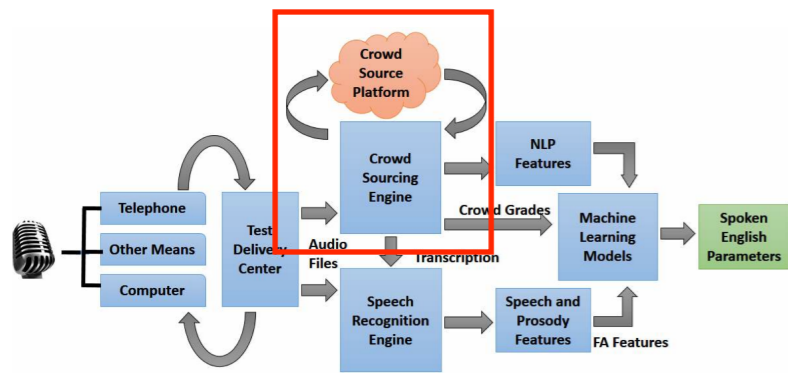 Crowd
Source
Platform
Crowd
Sourcing
Engine
NLP
Features
Telephone
Other Means
Computer
Test
Delivery
Center
Audio
Files
Crowd Grades
Transcription
Machine
Learning
Models
Spoken
English
Parameters
Speech
Recognition
Engine
Speech and
Prosody
Features
FA Features